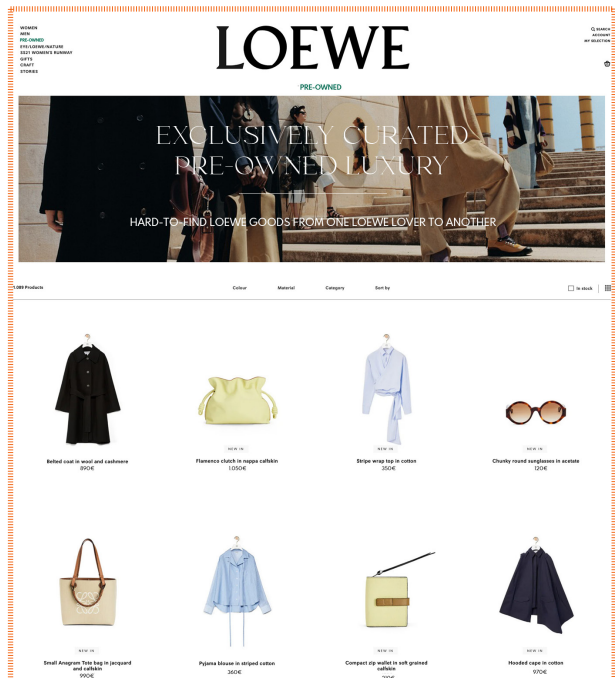 WOMEN
MEN
PRE-OWNED
EYE/LOEWE/NATURE
SS21 WOMEN'S RUNWAY
GIFTS
CRAFT
STORIES
LOEWE
SEARCH
ACCOUNT
MY SELECTION
PRE-OWNED
EXCLUSIVELY CURATED
PRE-OWNED LUXURY
HARD-TO-FIND LOEWE GOODS FROM ONE LOEWE LOVER TO ANOTHER
1.089 Products
Colour
Material
Category
Sort by
In stock
Belted coat in wool and cashmere
890€
NEW IN
Flamenco clutch in nappa calfskin
1.050€
NEW IN
Stripe wrap top in cotton
350€
NEW IN
Chunky round sunglasses in acetate
120€
NEW IN
Small Anagram Tote bag in jacquard
and calfskin
990€
Pyjama blouse in striped cotton
360€
NEW IN
Compact zip wallet in soft grained
calfskin
NEW IN
Hooded cape in cotton
970€